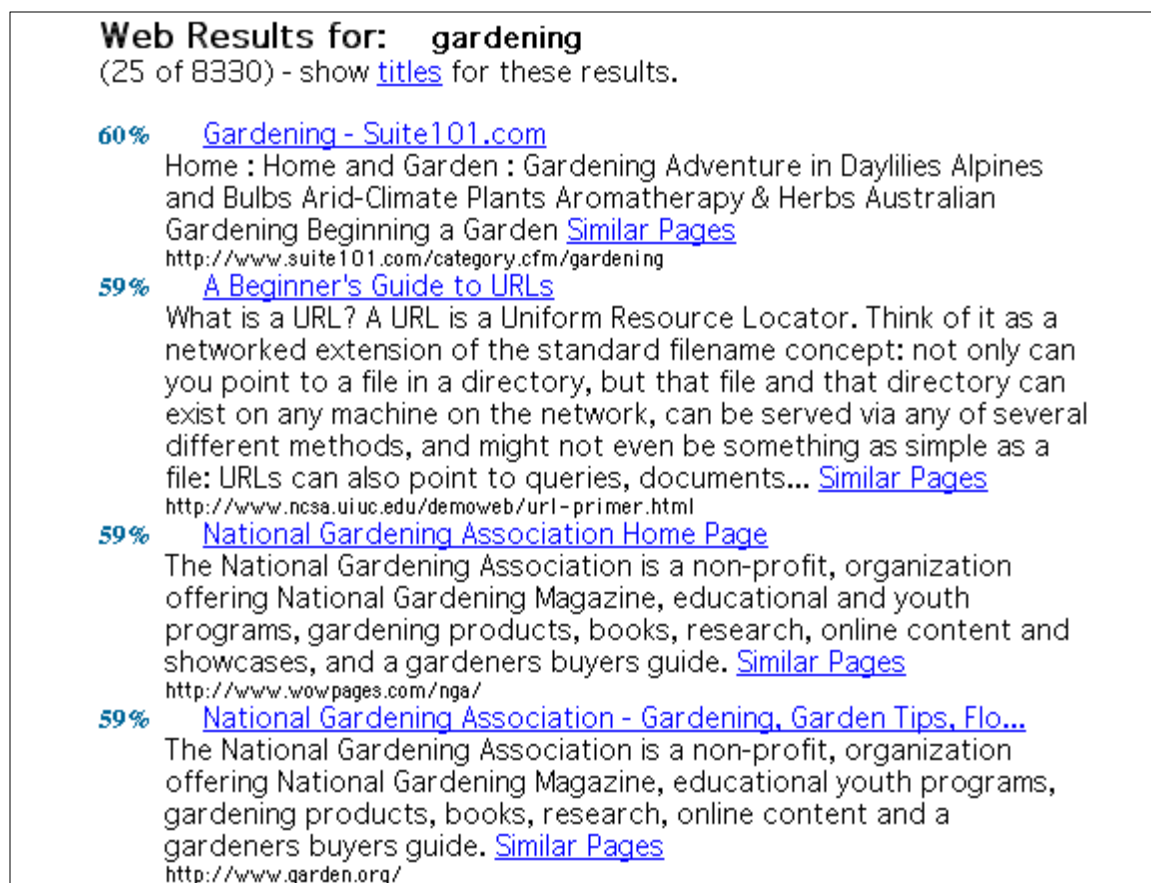 Web Results for: gardening
(25 of 8330) - show titles for these results.
60% Gardening - Suite101.com
Home : Home and Garden : Gardening Adventure in Daylilies Alpines
and Bulbs Arid-Climate Plants Aromatherapy & Herbs Australian
Gardening Beginning a Garden Similar Pages
http://www.suite101.com/category.cfm/gardening
59% A Beginner's Guide to URLs
What is a URL? A URL is a Uniform Resource Locator. Think of it as a
networked extension of the standard filename concept: not only can
you point to a file in a directory, but that file and that directory can
exist on any machine on the network, can be served via any of several
different methods, and might not even be something as simple as a
file: URLs can also point to queries, documents... Similar Pages
http://www.ncsa.uiuc.edu/demoweb/url-primer.html
59% National Gardening Association Home Page
The National Gardening Association is a non-profit, organization
offering National Gardening Magazine, educational and youth
programs, gardening products, books, research, online content and
showcases, and a gardeners buyers guide. Similar Pages
http://www.wowpages.com/nga/
59% National Gardening Association - Gardening, Garden Tips, Flo...
The National Gardening Association is a non-profit, organization
offering National Gardening Magazine, educational youth programs,
gardening products, books, research, online content and a
gardeners buyers guide. Similar Pages
http://www.garden.org/